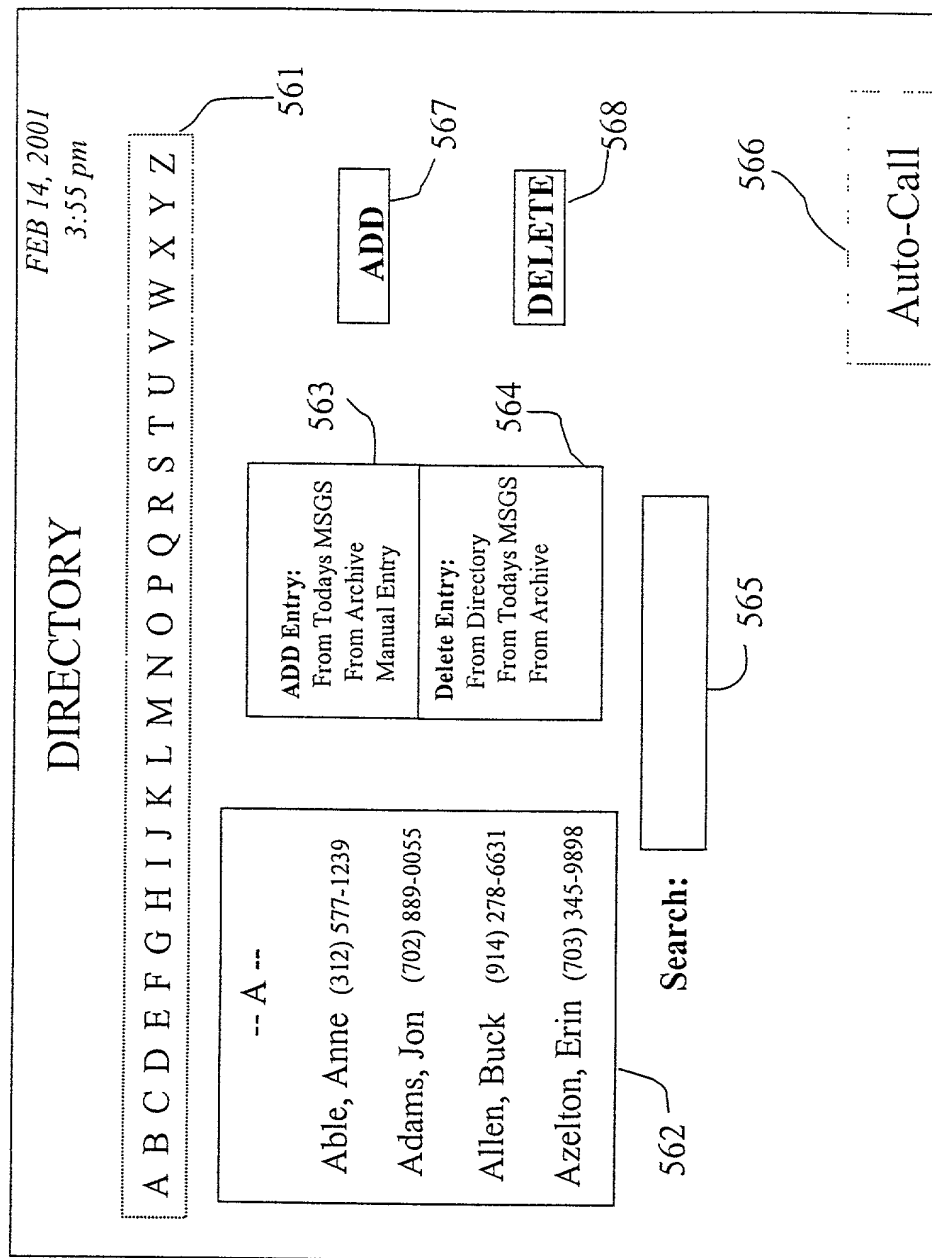 DIRECTORY
FEB 14, 2001
3:55 pm
A B C D E F G H I J K L M N O P Q R S T U V W X Y Z
561
-- A --
Able, Anne (312) 577-1239
Adams, Jon (702) 889-0055
Allen, Buck (914) 278-6631
Azelton, Erin (703) 345-9898
562
ADD Entry:
From Todays MSGS
From Archive
Manual Entry
563
Delete Entry:
From Directory
From Todays MSGS
From Archive
564
ADD
567
DELETE
568
Search:
565
566
Auto-Call